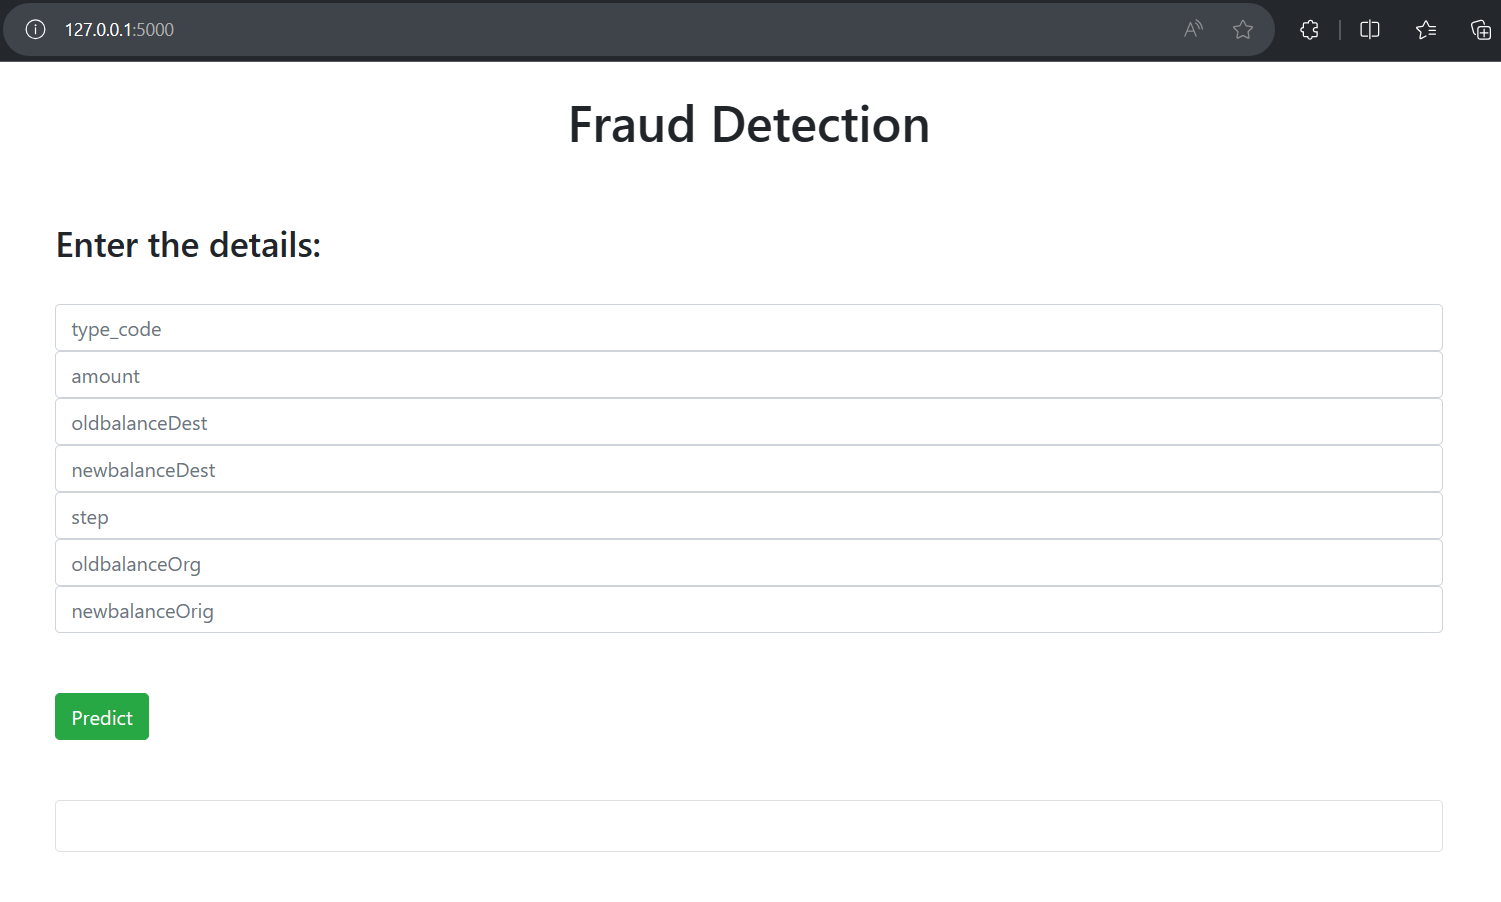 127.0.0.1:5000
Fraud Detection
Enter the details:
type_code
amount
oldbalanceDest
newbalanceDest
step
oldbalanceOrg
newbalanceOrig
Predict